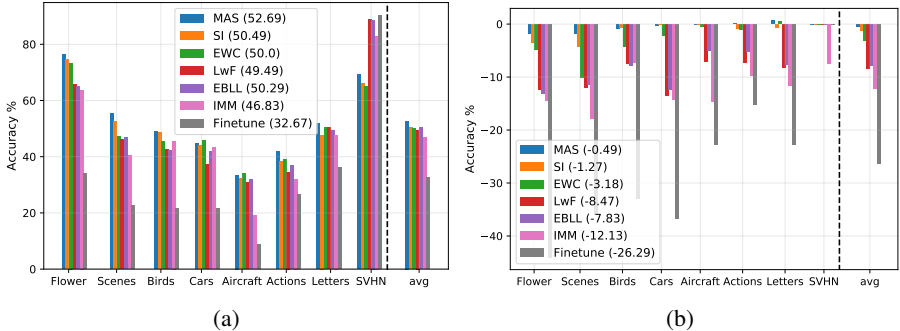 MAS (52.69)
SI (50.49)
EWC (50.0)
LwF (49.49)
EBLL (50.29)
IMM (46.83)
Finetune (32.67)
Accuracy %
80
60
40
20
0
Flower Scenes Birds Cars Aircraft Actions Letters SVHN avg
(a)
MAS (-0.49)
SI (-1.27)
EWC (-3.18)
LwF (-8.47)
EBLL (-7.83)
IMM (-12.13)
Finetune (-26.29)
Accuracy %
0
−10
−20
−30
−40
Flower Scenes Birds Cars Aircraft Actions Letters SVHN avg
(b)